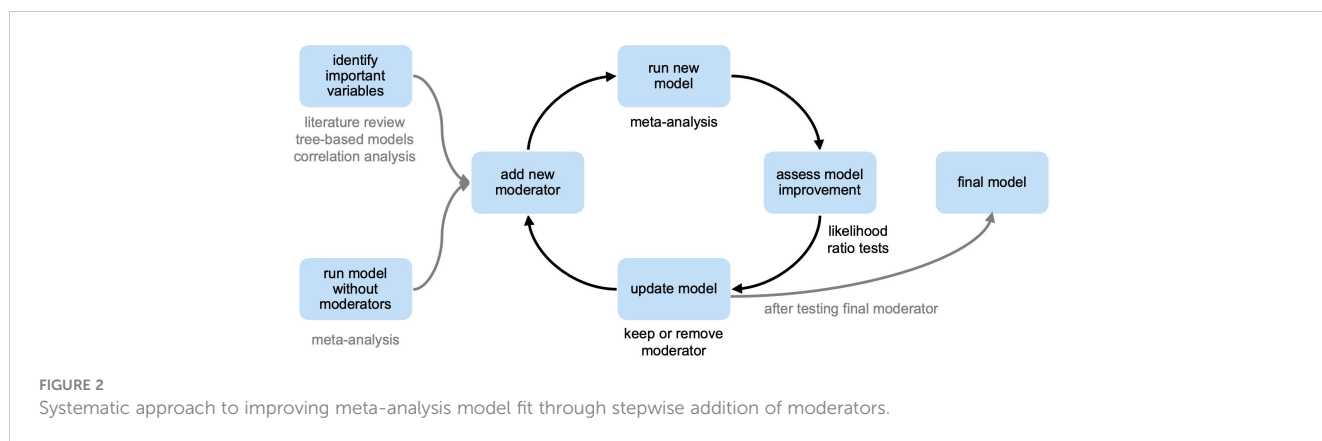 identify
important
variables
literature review
tree-based models
correlation analysis
run model
without
moderators
meta-analysis
add new
moderator
run new
model
meta-analysis
assess model
improvement
likelihood
ratio tests
update model
keep or remove
moderator
after testing final moderator
final model
FIGURE 2
Systematic approach to improving meta-analysis model fit through stepwise addition of moderators.